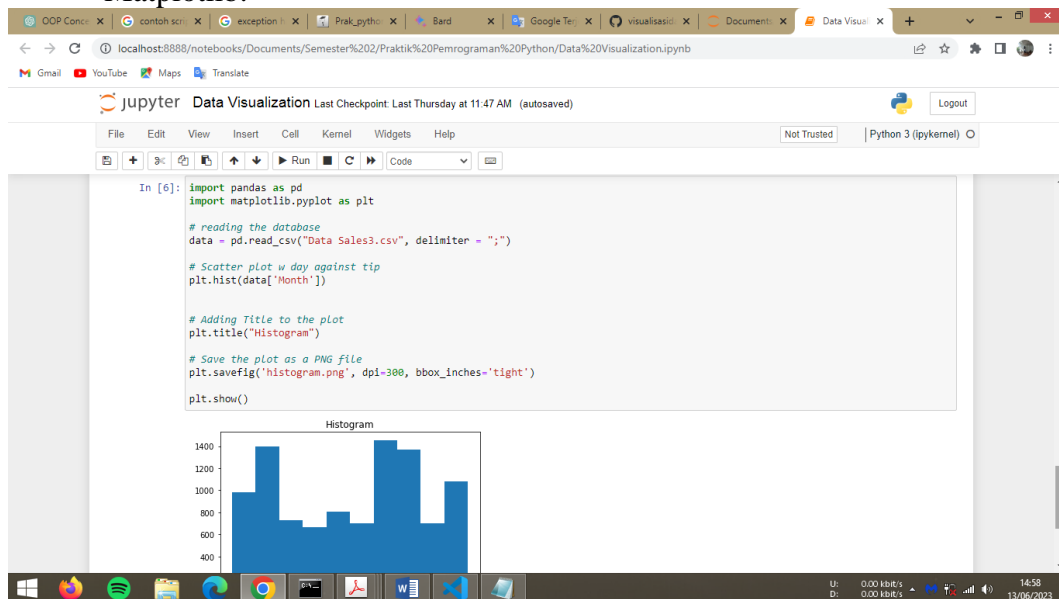 Matplotlib.
OOP Conce
contoh scri
exception h
Prak_pytho
Bard
Google Ter
visualisasid
Documents
Data Visual
localhost:8888/notebooks/Documents/Semester%202/Praktik%20Pemrograman%20Python/Data%20Visualization.ipynb
Gmail YouTube Maps Translate
jupyter Data Visualization Last Checkpoint: Last Thursday at 11:47 AM (autosaved)
Logout
File Edit View Insert Cell Kernel Widgets Help
Not Trusted Python 3 (ipykernel)
Run Code
In [6]: import pandas as pd
import matplotlib.pyplot as plt
# reading the database
data = pd.read_csv("Data Sales3.csv", delimiter = ";")
# Scatter plot w day against tip
plt.hist(data['Month'])
# Adding Title to the plot
plt.title("Histogram")
# Save the plot as a PNG file
plt.savefig('histogram.png', dpi=300, bbox_inches='tight')
plt.show()
Histogram
1400
1200
1000
800
600
400
U: 0.00 kbit/s
D: 0.00 kbit/s
14:58
13/06/2023